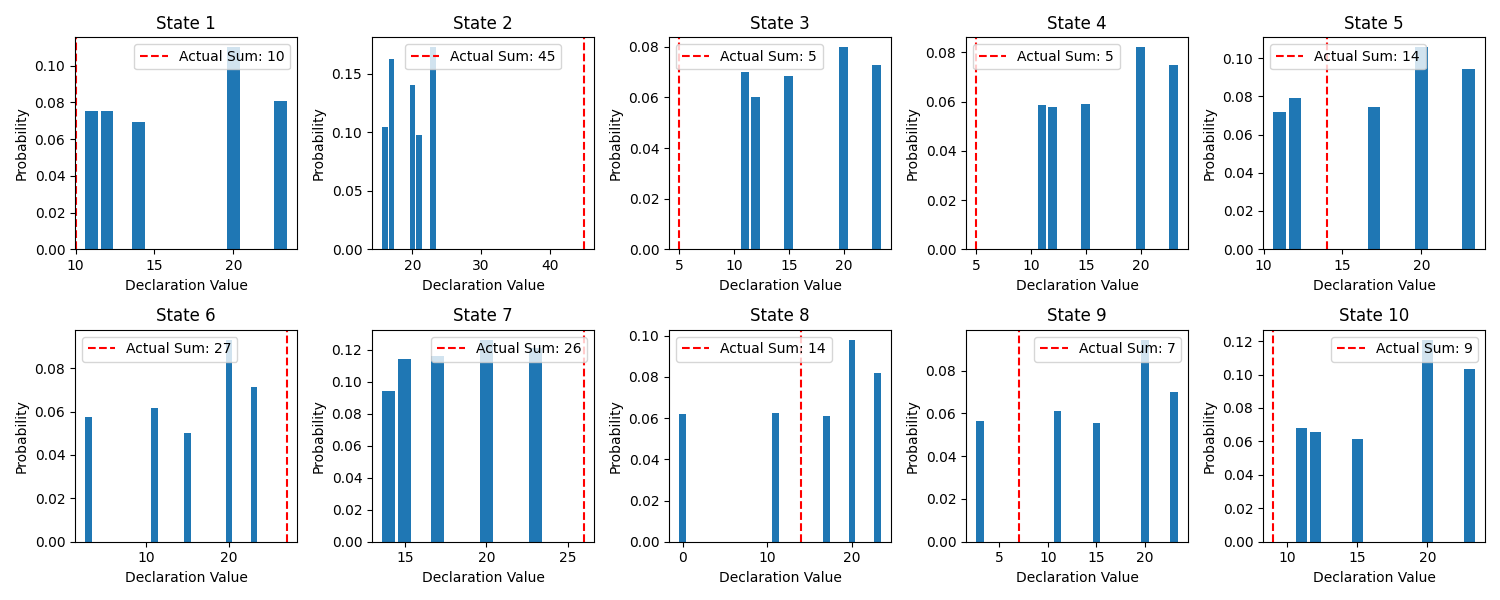 State 1
State 2
State 3
State 4
State 5
Actual Sum: 10
Actual Sum: 45
Actual Sum: 5
Actual Sum: 5
Actual Sum: 14
Probability
0.10
0.08
0.06
0.04
0.02
0.00
10
15
20
Declaration Value
Probability
0.15
0.10
0.05
0.00
20
30
40
Declaration Value
Probability
0.08
0.06
0.04
0.02
0.00
5
10
15
20
Declaration Value
Probability
0.08
0.06
0.04
0.02
0.00
5
10
15
20
Declaration Value
Probability
0.10
0.08
0.06
0.04
0.02
0.00
10
15
20
Declaration Value
State 6
State 7
State 8
State 9
State 10
Actual Sum: 27
Actual Sum: 26
Actual Sum: 14
Actual Sum: 7
Actual Sum: 9
Probability
0.08
0.06
0.04
0.02
0.00
10
20
Declaration Value
Probability
0.12
0.10
0.08
0.06
0.04
0.02
0.00
15
20
25
Declaration Value
Probability
0.10
0.08
0.06
0.04
0.02
0.00
0
10
20
Declaration Value
Probability
0.08
0.06
0.04
0.02
0.00
5
10
15
20
Declaration Value
Probability
0.12
0.10
0.08
0.06
0.04
0.02
0.00
10
15
20
Declaration Value